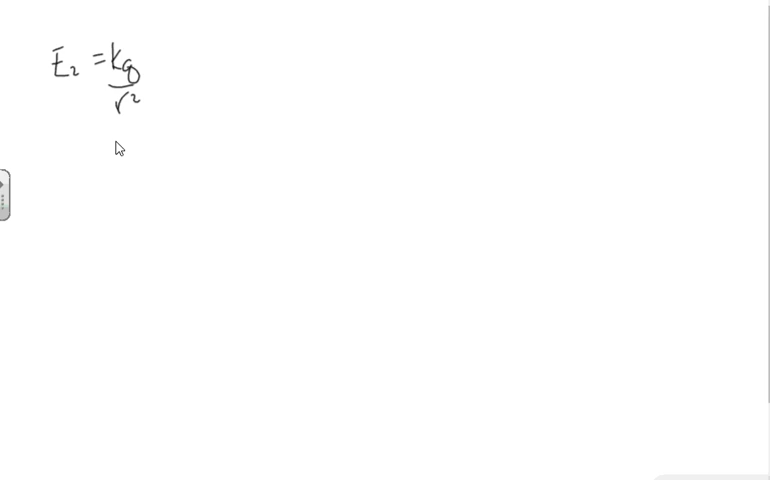 E₂ = kq
r²